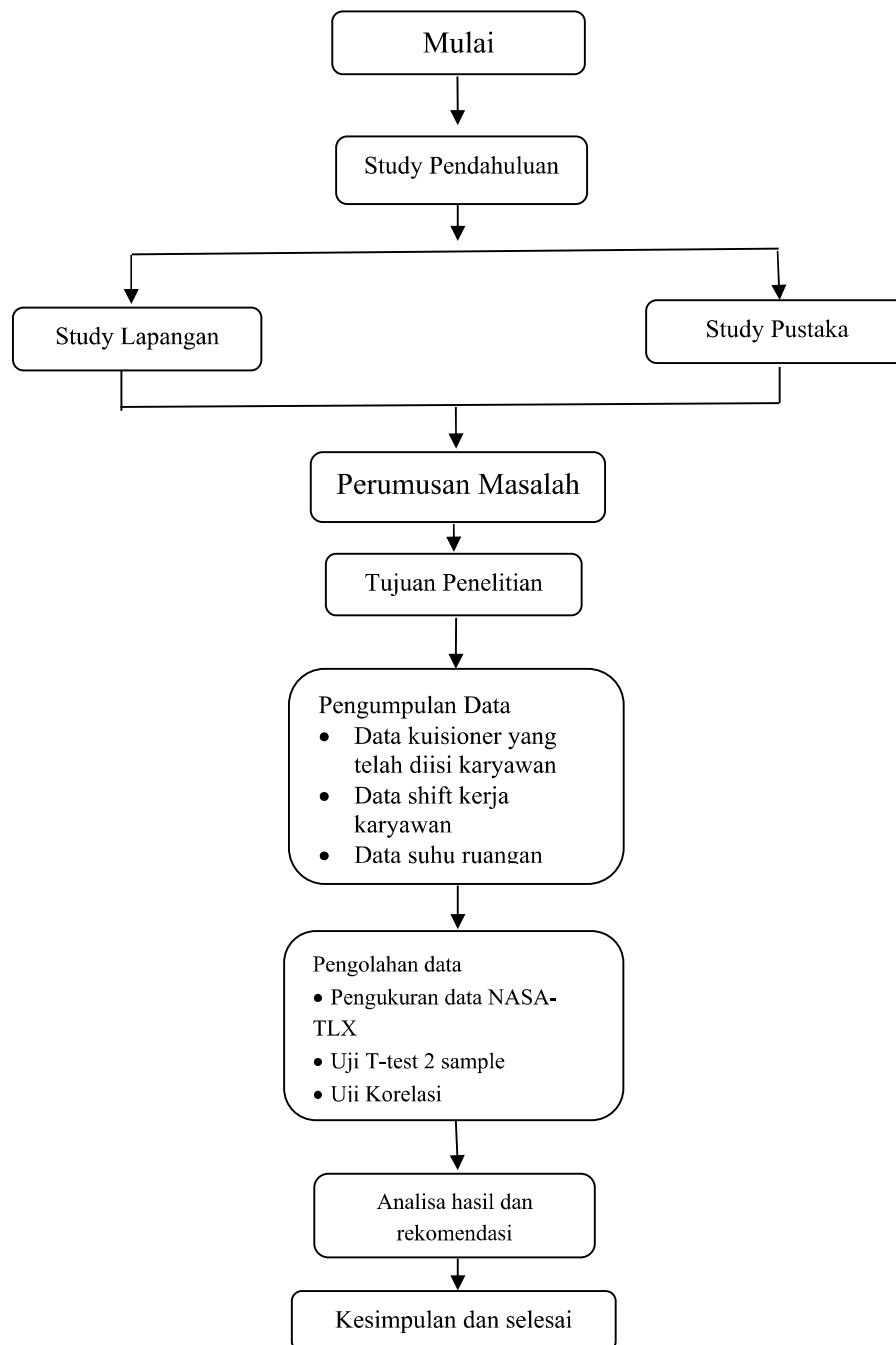 Mulai
Study Pendahuluan
Study Lapangan
Study Pustaka
Perumusan Masalah
Tujuan Penelitian
Pengumpulan Data
• Data kuisioner yang
telah diisi karyawan
• Data shift kerja
karyawan
• Data suhu ruangan
Pengolahan data
• Pengukuran data NASA-
TLX
• Uji T-test 2 sample
• Uji Korelasi
Analisa hasil dan
rekomendasi
Kesimpulan dan selesai